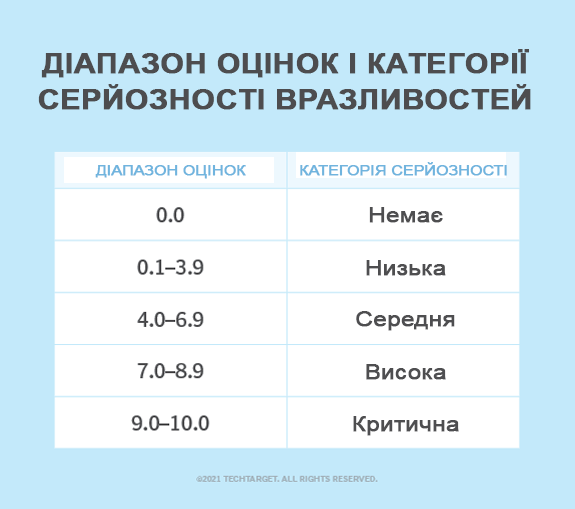 ДІАПАЗОН ОЦІНОК І КАТЕГОРІЇ
СЕРЙОЗНОСТІ ВРАЗЛИВОСТЕЙ
ДІАПАЗОН ОЦІНОК КАТЕГОРІЯ СЕРЙОЗНОСТІ
0.0 Немає
0.1–3.9 Низька
4.0–6.9 Середня
7.0–8.9 Висока
9.0–10.0 Критична
©2021 TECHTARGET. ALL RIGHTS RESERVED.